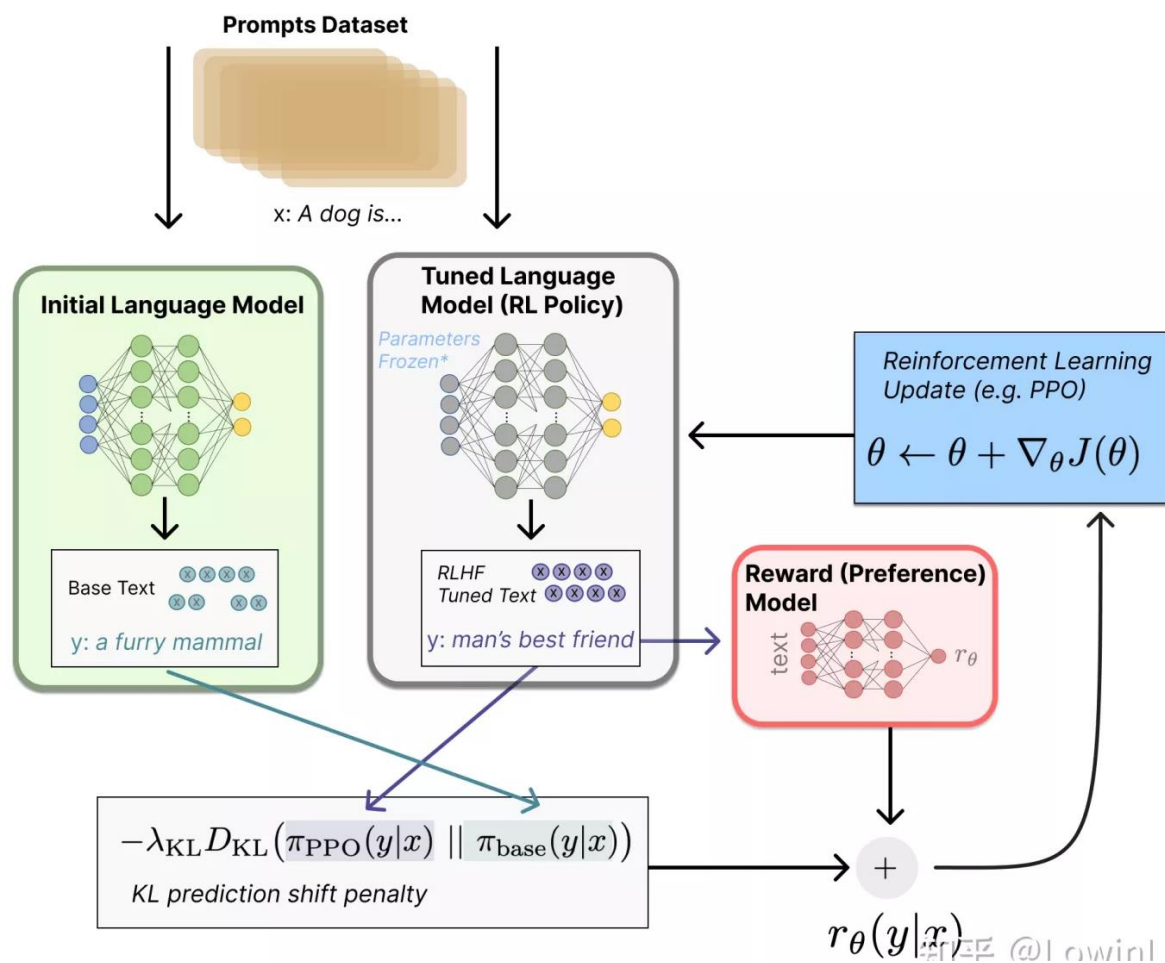 Prompts Dataset
x: A dog is...
Initial Language Model
Tuned Language
Model (RL Policy)
Parameters
Frozen*
Base Text
x x x x
x x x x
y: a furry mammal
RLHF
Tuned Text
x x x x
x x x x
y: man's best friend
Reinforcement Learning
Update (e.g. PPO)
θ ← θ + ∇θJ(θ)
Reward (Preference)
Model
text
rθ
−λKL DKL(πPPO(y|x) || πbase(y|x))
KL prediction shift penalty
+
rθ(y|x)
知乎 @Lowinl